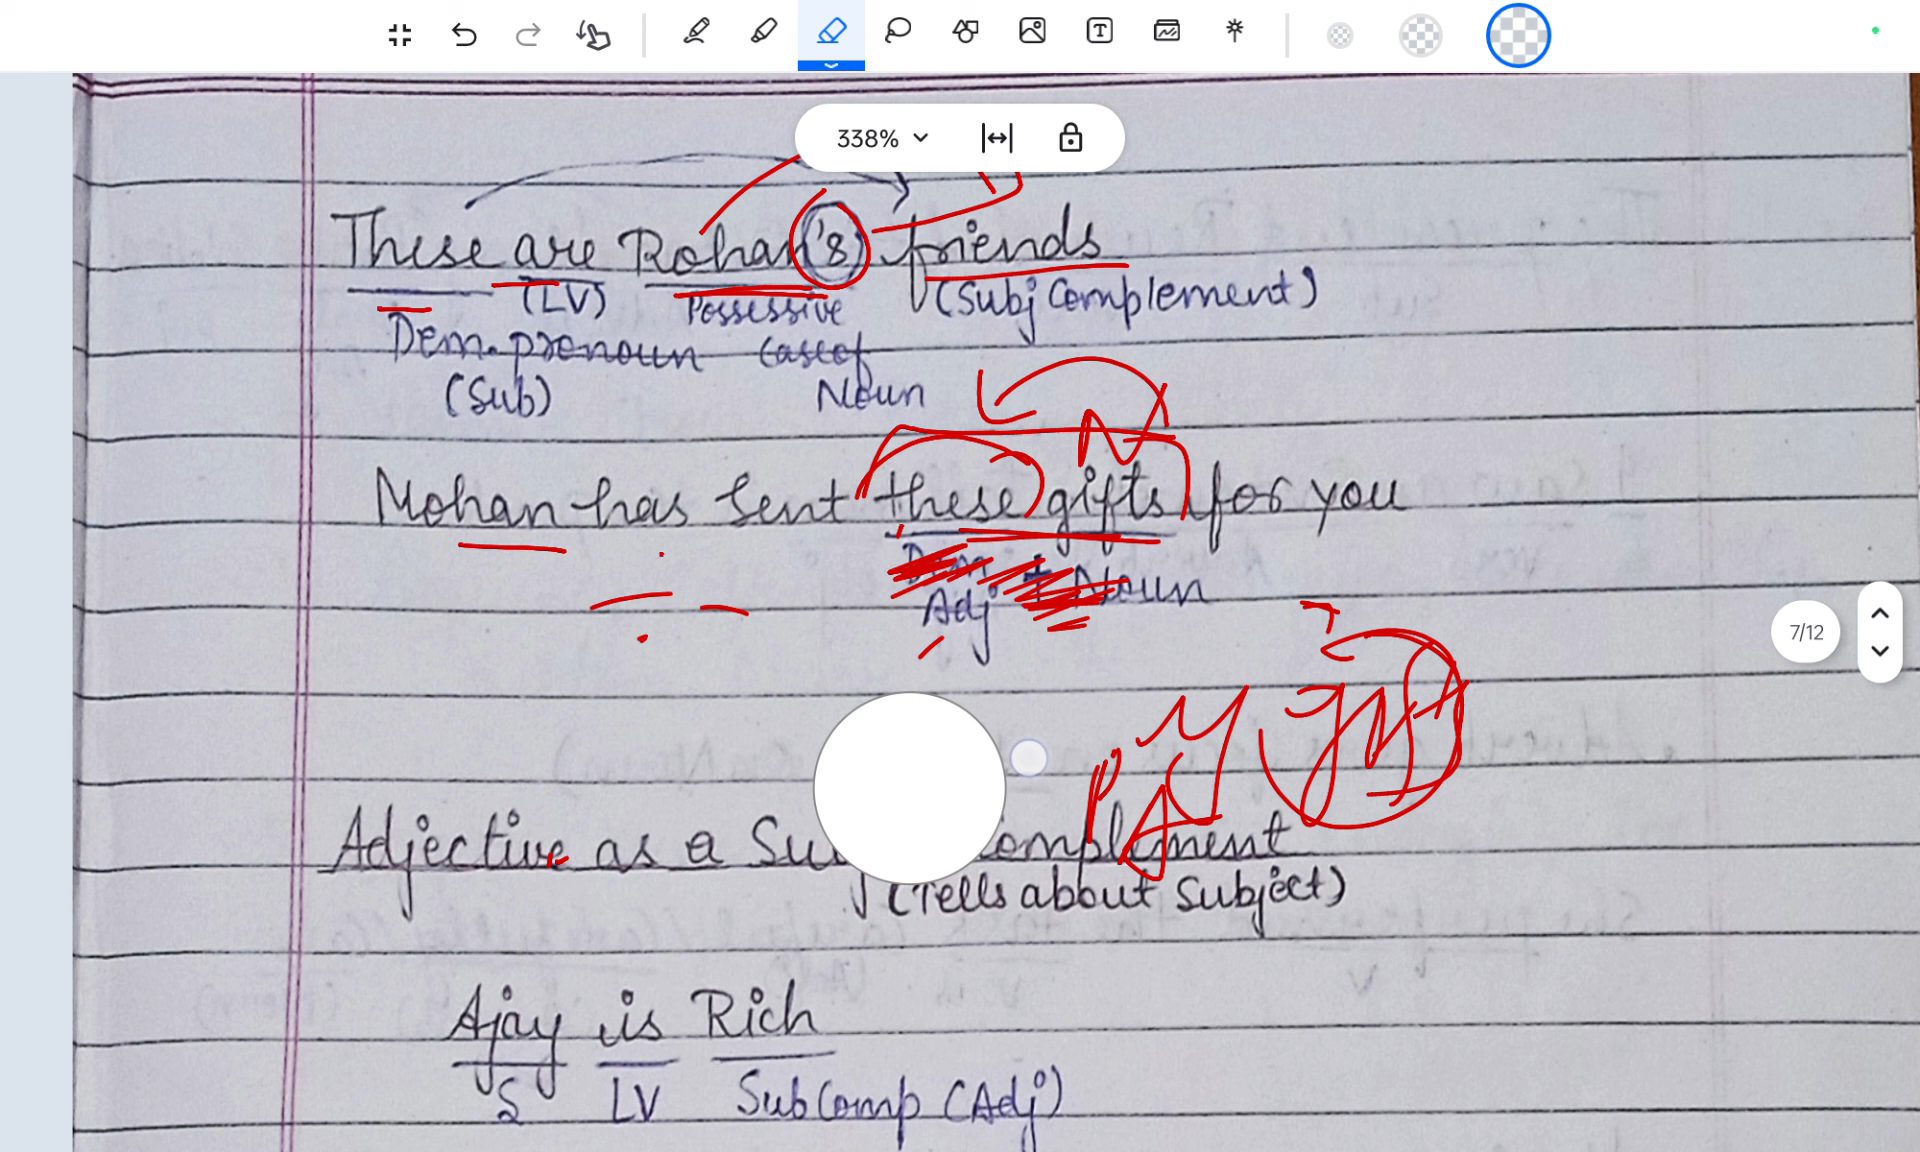 338%
These are Rohan's friends
(LV) Possessive (Subj Complement)
Dem. pronoun Case of
(Sub) Noun
N
Mohan has sent these gifts for you
Dem + Noun
Adj
7/12
Adjective as a Su omplement
(Tells about Subject)
Ajay is Rich
S LV Sub Comp (Adj)